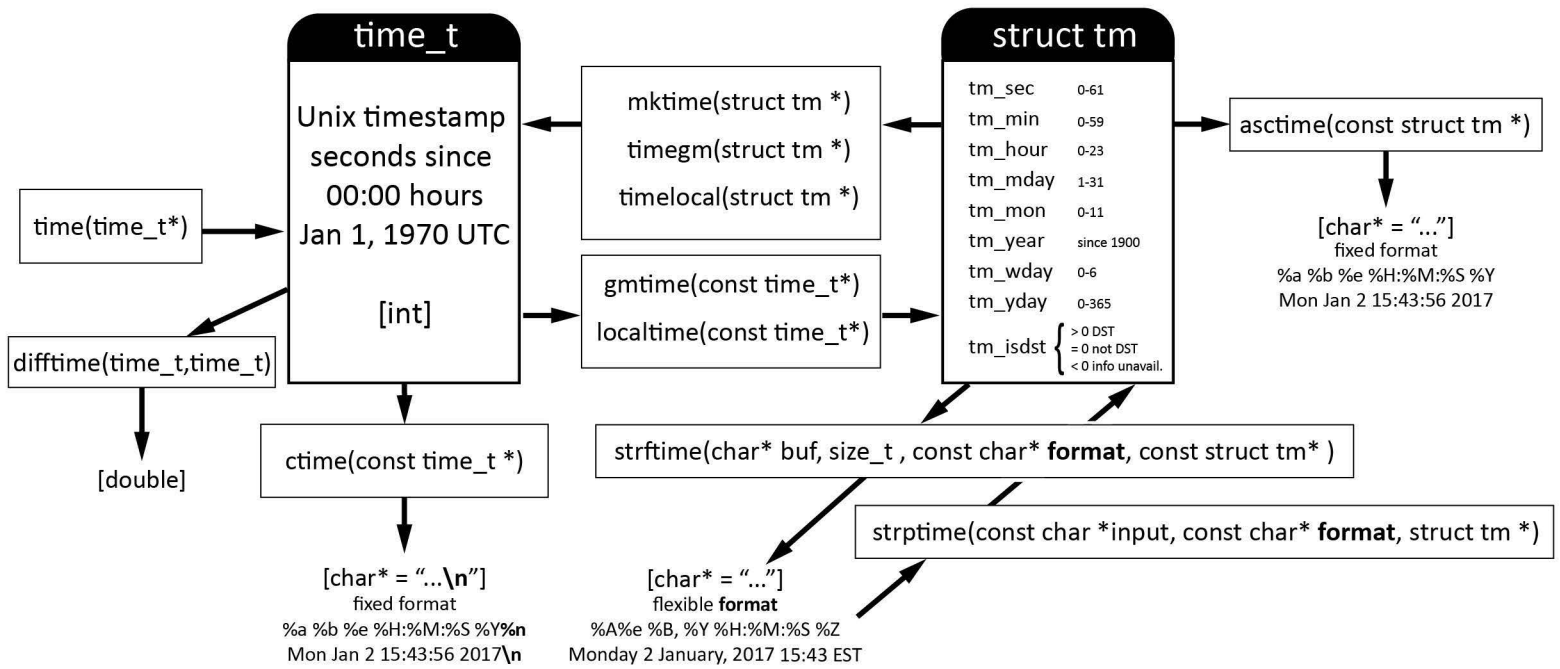 time_t
Unix timestamp
seconds since
00:00 hours
Jan 1, 1970 UTC
[int]
time(time_t*)
difftime(time_t,time_t)
[double]
ctime(const time_t *)
[char* = “...\n”]
fixed format
%a %b %e %H:%M:%S %Y%n
Mon Jan 2 15:43:56 2017\n
mktime(struct tm *)
timegm(struct tm *)
timelocal(struct tm *)
gmtime(const time_t*)
localtime(const time_t*)
struct tm
tm_sec 0-61
tm_min 0-59
tm_hour 0-23
tm_mday 1-31
tm_mon 0-11
tm_year since 1900
tm_wday 0-6
tm_yday 0-365
tm_isdst { > 0 DST
= 0 not DST
< 0 info unavail.
asctime(const struct tm *)
[char* = “...”]
fixed format
%a %b %e %H:%M:%S %Y
Mon Jan 2 15:43:56 2017
strftime(char* buf, size_t , const char* format, const struct tm* )
strptime(const char *input, const char* format, struct tm *)
[char* = “...”]
flexible format
%A%e %B, %Y %H:%M:%S %Z
Monday 2 January, 2017 15:43 EST